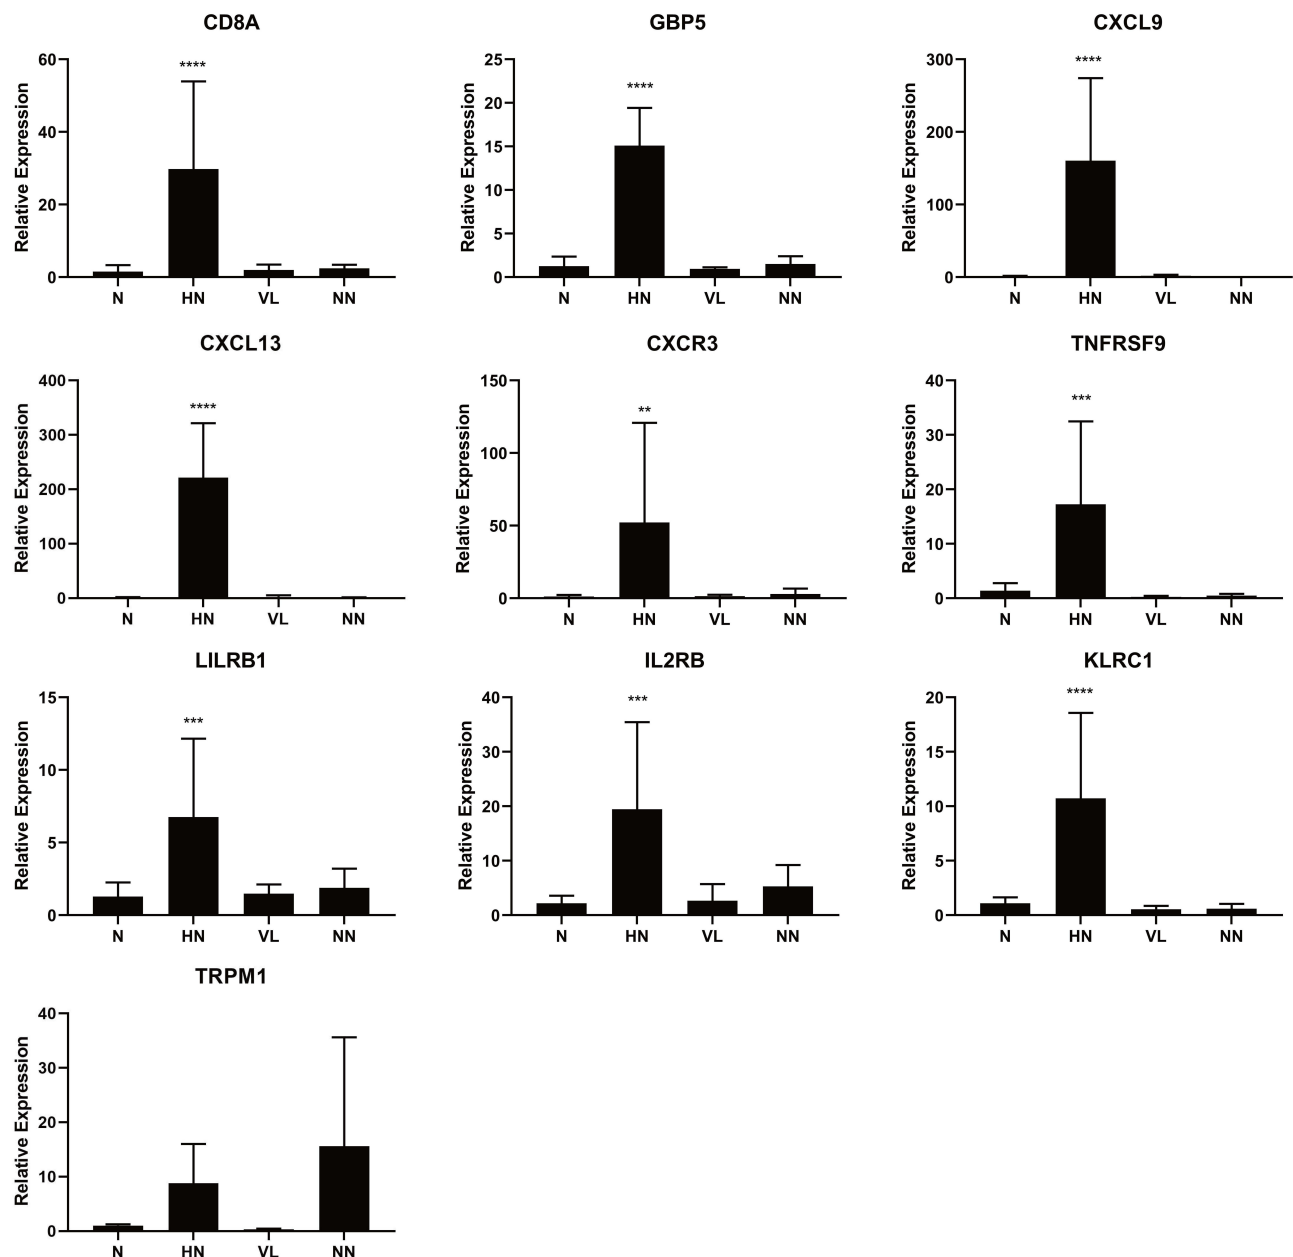 CD8A
Relative Expression
60
40
20
0
****
N HN VL NN
GBP5
Relative Expression
25
20
15
10
5
0
****
N HN VL NN
CXCL9
Relative Expression
300
200
100
0
****
N HN VL NN
CXCL13
Relative Expression
400
300
200
100
0
****
N HN VL NN
CXCR3
Relative Expression
150
100
50
0
**
N HN VL NN
TNFRSF9
Relative Expression
40
30
20
10
0
***
N HN VL NN
LILRB1
Relative Expression
15
10
5
0
***
N HN VL NN
IL2RB
Relative Expression
40
30
20
10
0
***
N HN VL NN
KLRC1
Relative Expression
20
15
10
5
0
****
N HN VL NN
TRPM1
Relative Expression
40
30
20
10
0
N HN VL NN